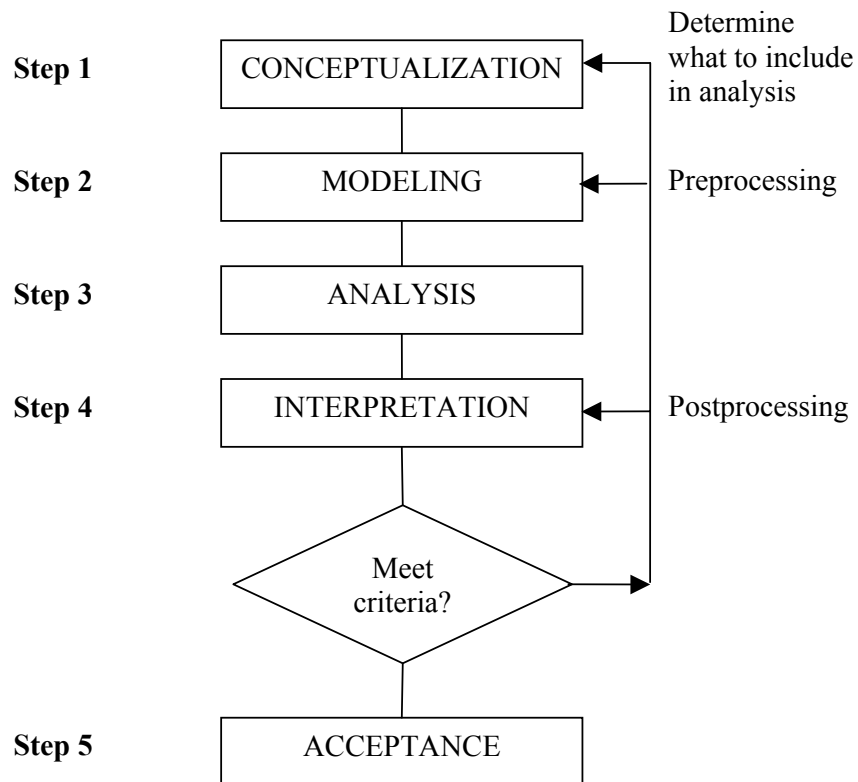 Determine
what to include
in analysis
Step 1
CONCEPTUALIZATION
Step 2
MODELING
Preprocessing
Step 3
ANALYSIS
Step 4
INTERPRETATION
Postprocessing
Meet
criteria?
Step 5
ACCEPTANCE